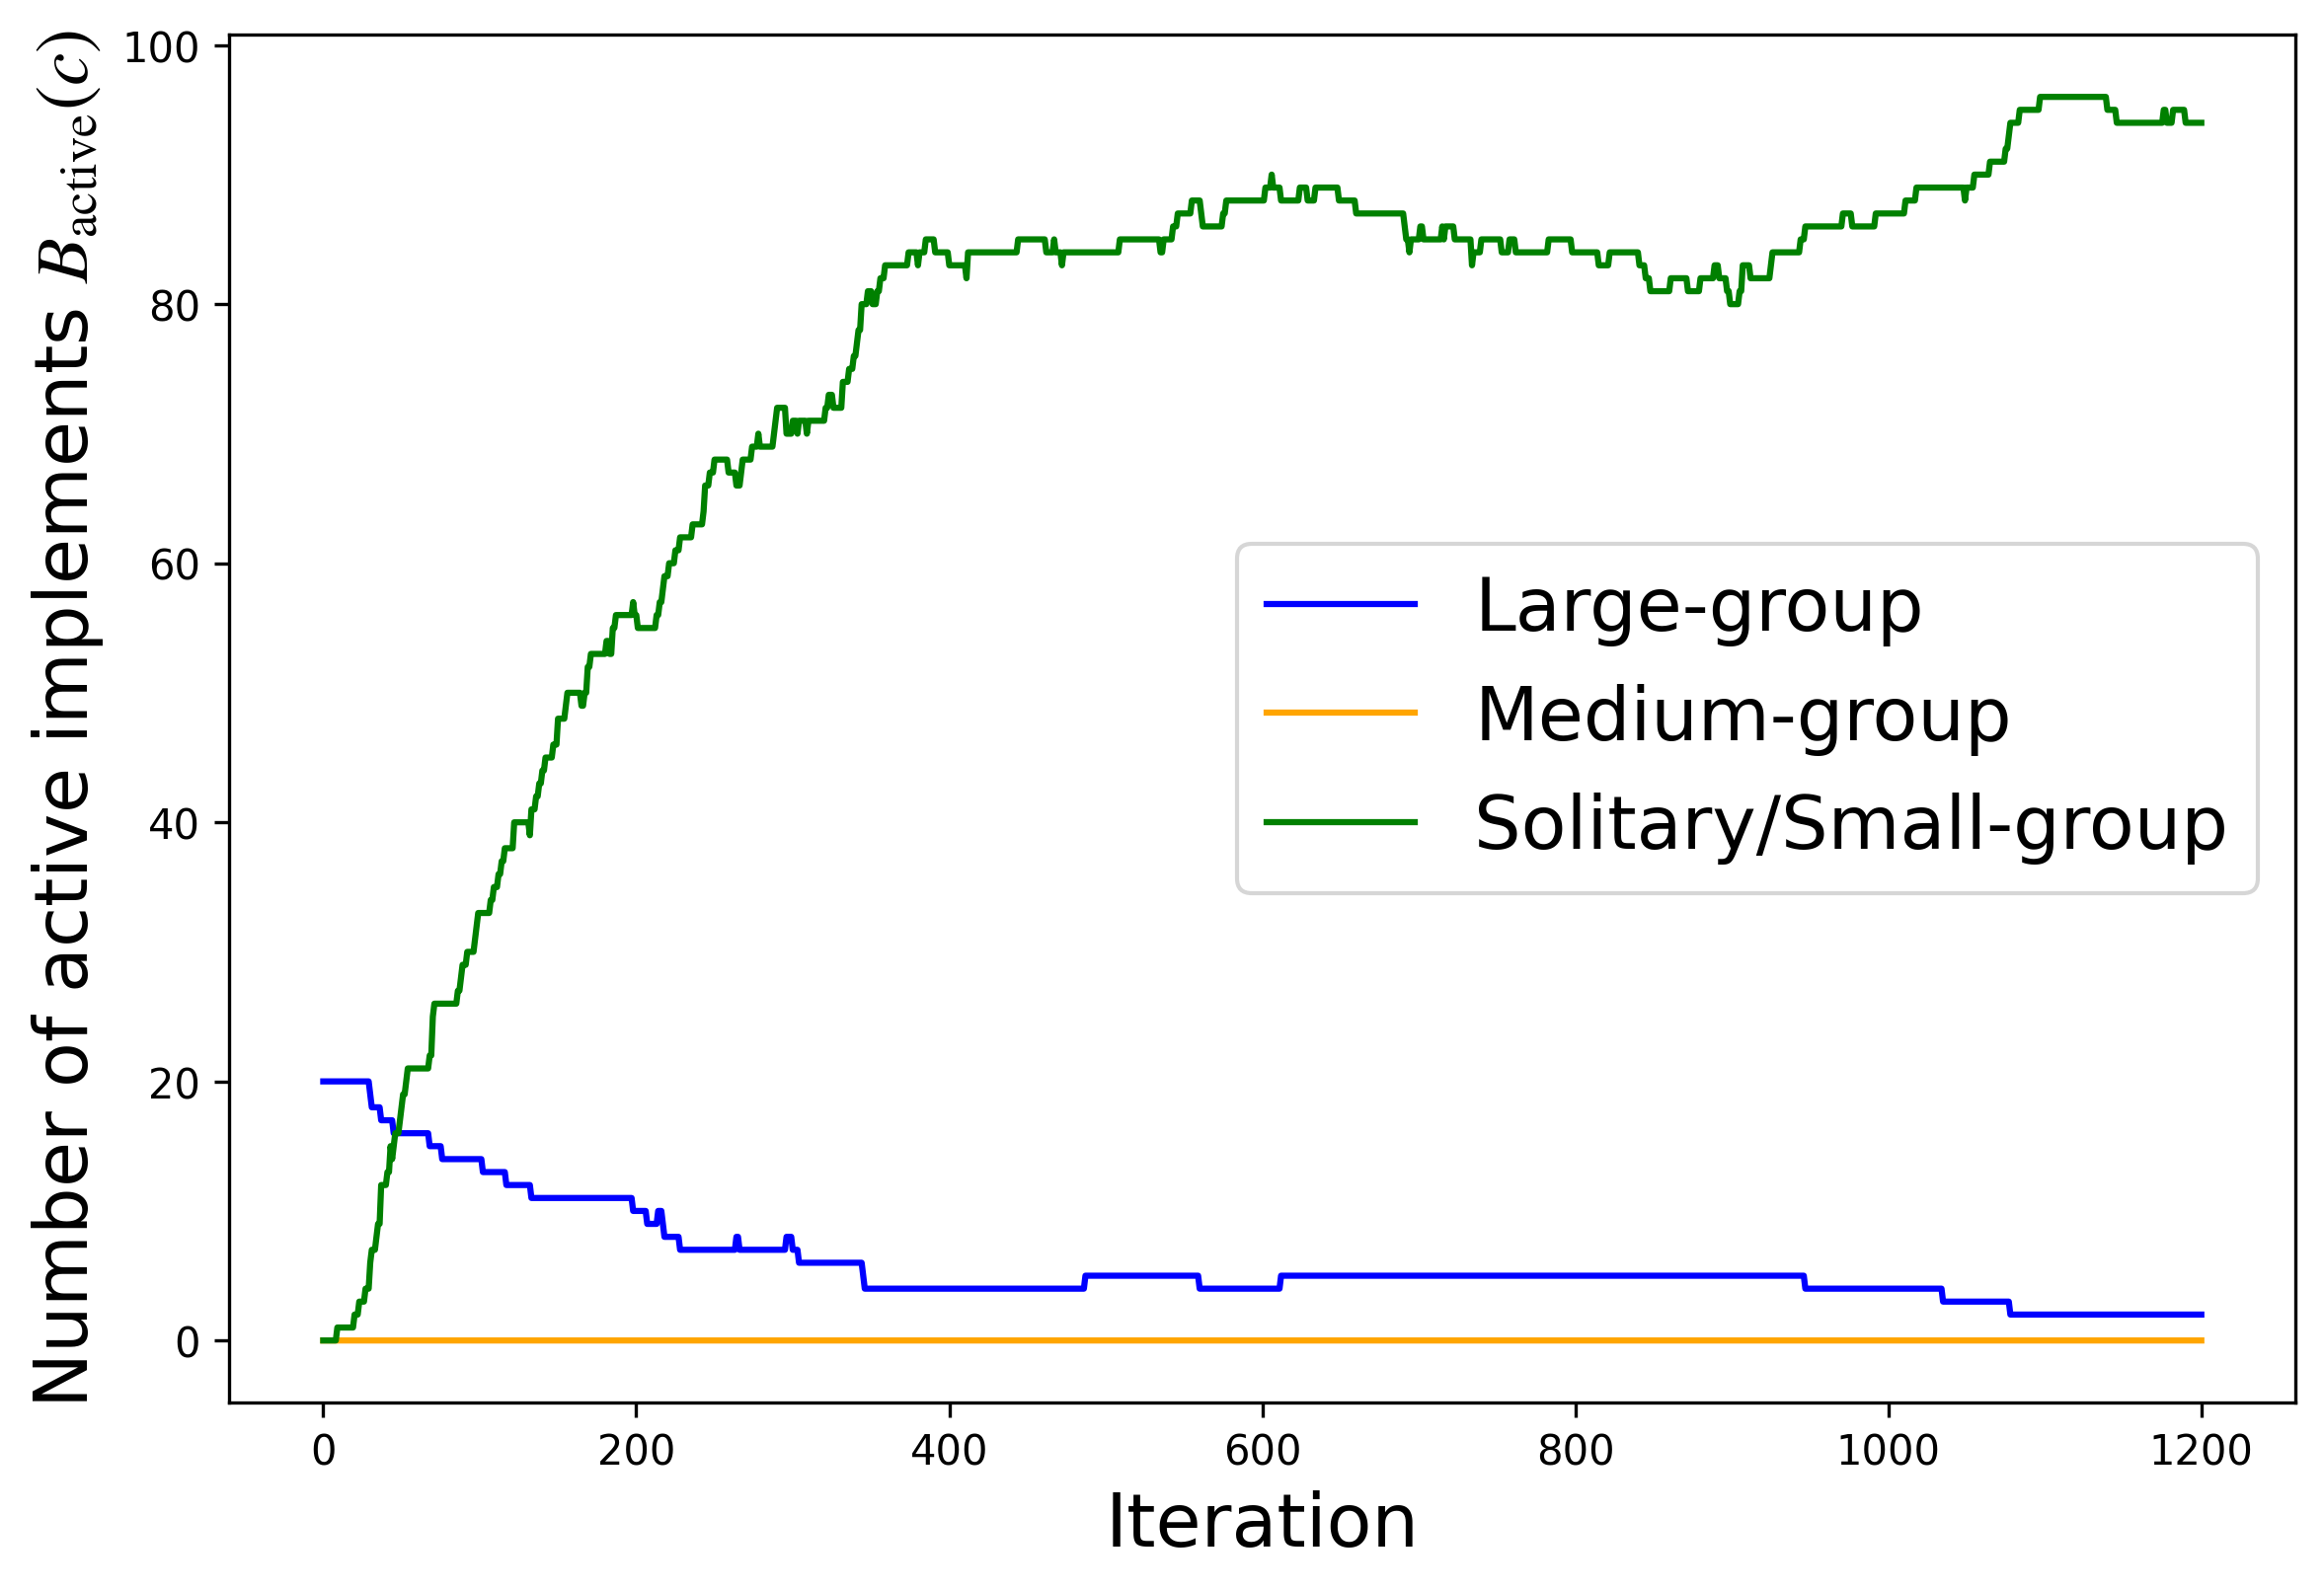 Number of active implements B_active(c)
100
80
60
40
20
0
Large-group
Medium-group
Solitary/Small-group
0 200 400 600 800 1000 1200
Iteration